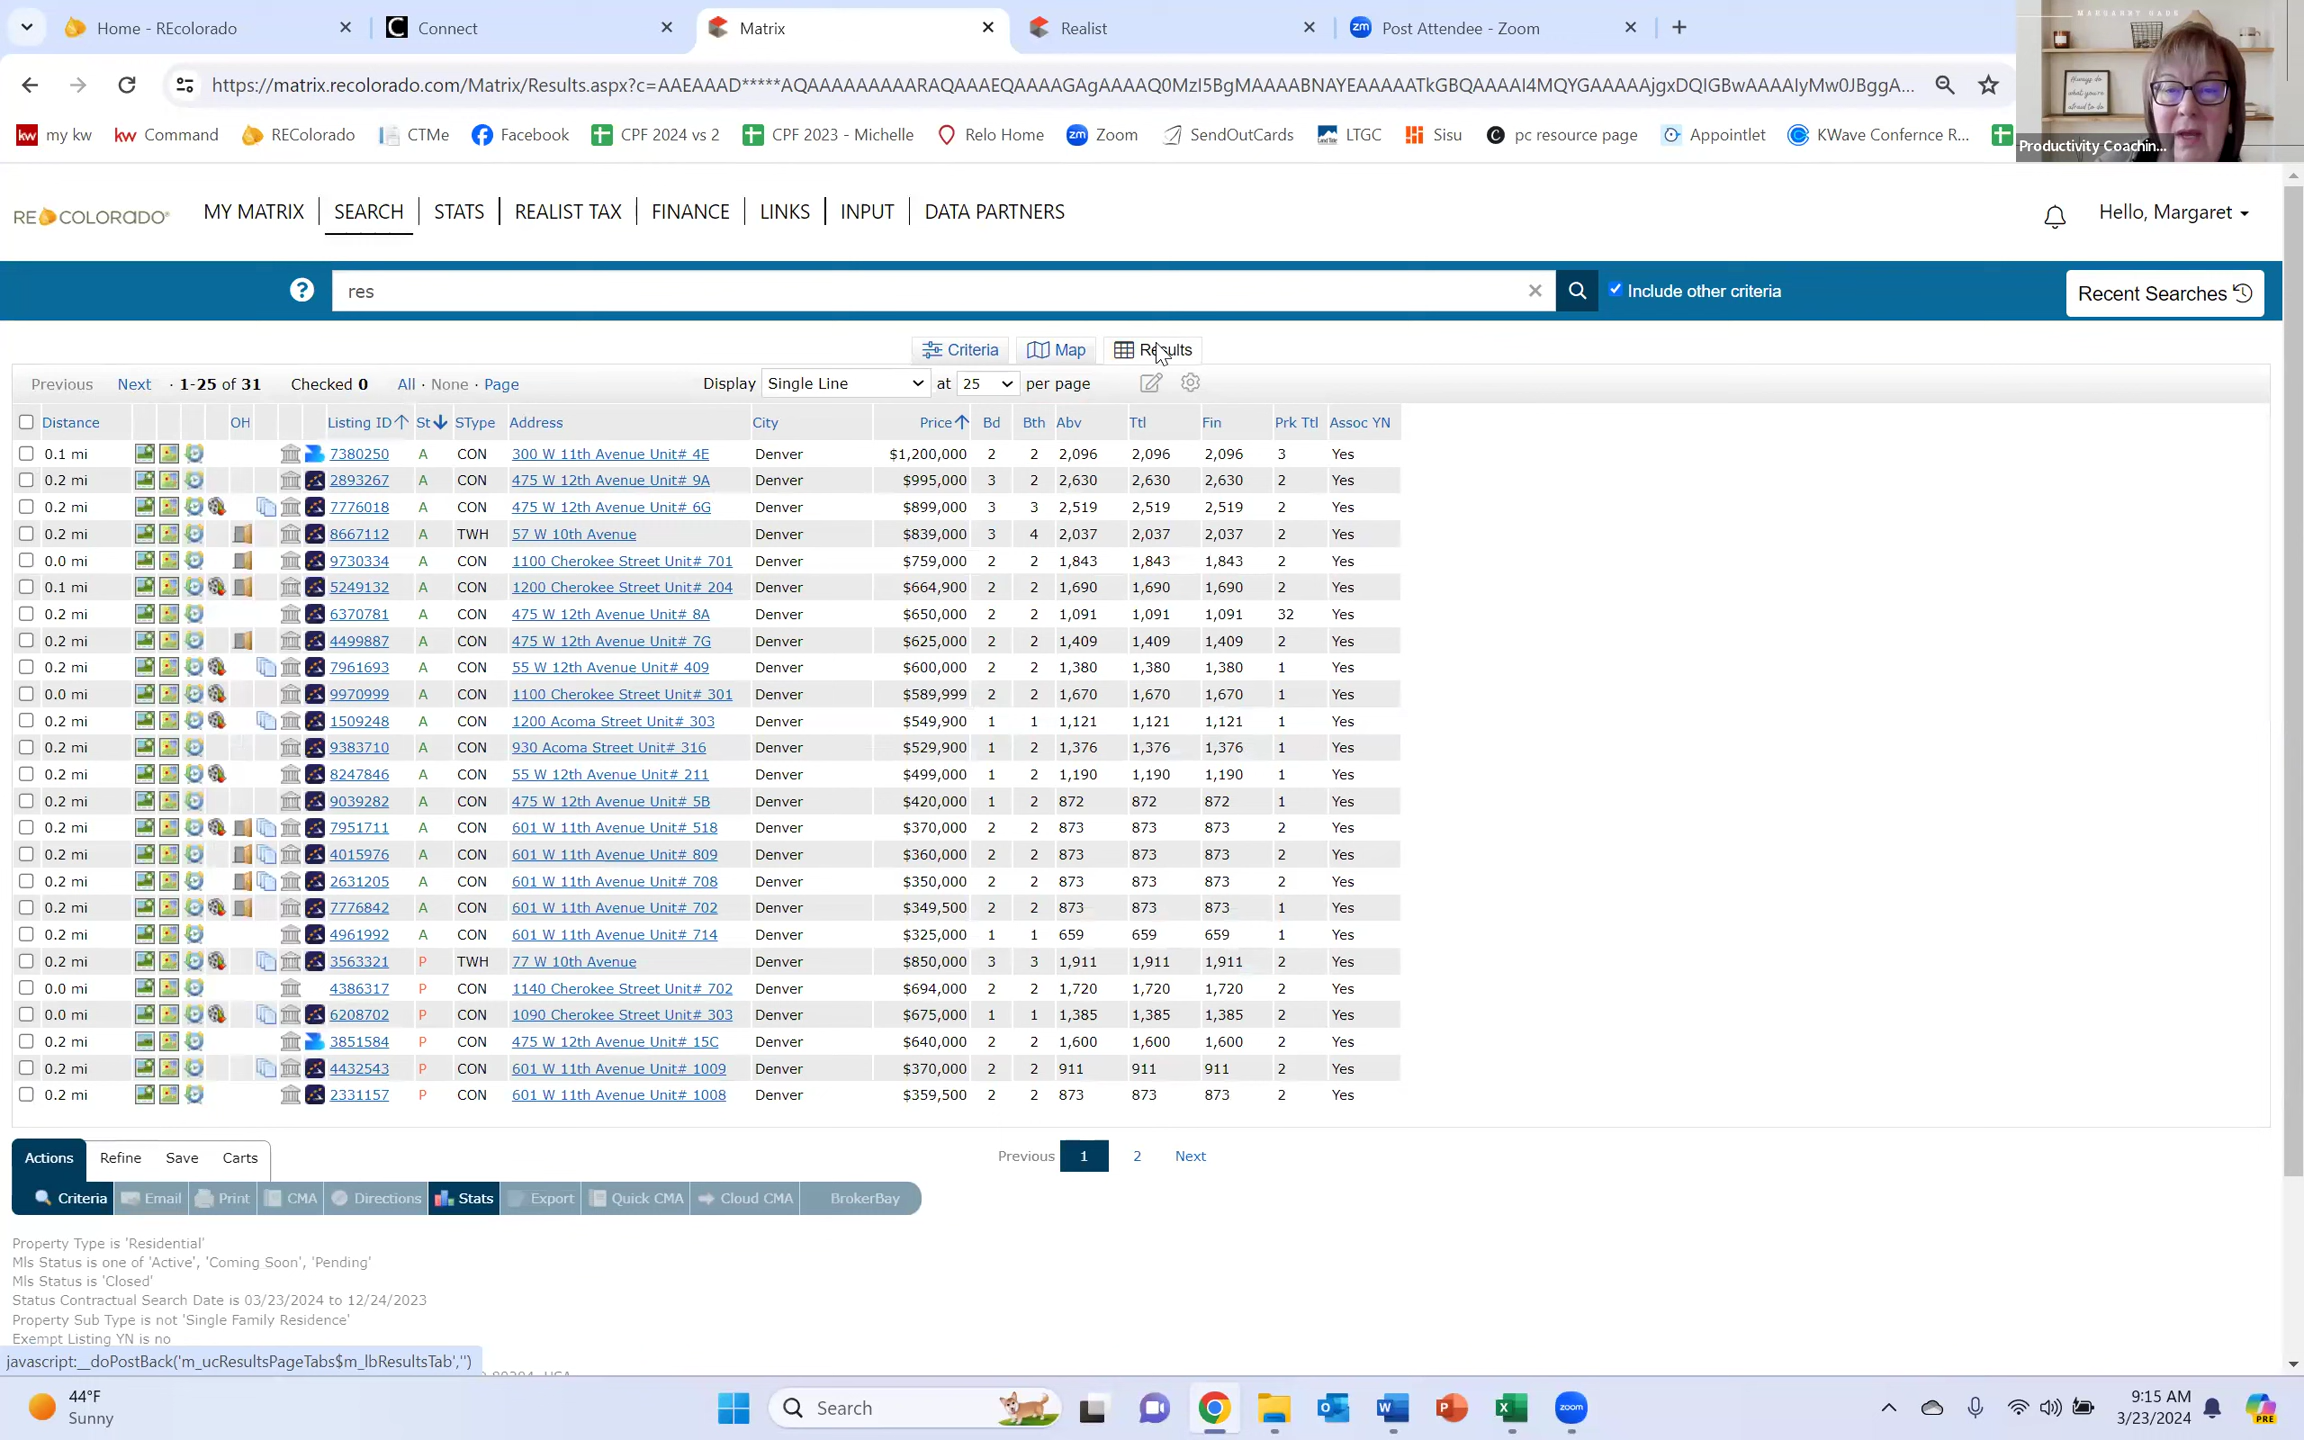 Home - REcolorado
Connect
Matrix
Realist
Post Attendee - Zoom
https://matrix.recolorado.com/Matrix/Results.aspx?c=AAEAAAD*****AQAAAAAAAAARAQAAAEQAAAAGAgAAAAQ0MzI5BgMAAAABNAYEAAAAATkGBQAAAAI4MQYGAAAAAjgxDQIGBwAAAAIyMw0JBggA...
my kw
Command
REColorado
CTMe
Facebook
CPF 2024 vs 2
CPF 2023 - Michelle
Relo Home
Zoom
SendOutCards
LTGC
Sisu
pc resource page
Appointlet
KWave Confernce R...
Productivity Coachin...
RECOLORADO
MY MATRIX
SEARCH
STATS
REALIST TAX
FINANCE
LINKS
INPUT
DATA PARTNERS
Hello, Margaret
res
Include other criteria
Recent Searches
Criteria
Map
Results
Previous Next · 1-25 of 31 Checked 0 All · None · Page Display Single Line at 25 per page
Distance OH Listing ID St SType Address City Price Bd Bth Abv Ttl Fin Prk Ttl Assoc YN
0.1 mi 7380250 A CON 300 W 11th Avenue Unit# 4E Denver $1,200,000 2 2 2,096 2,096 2,096 3 Yes
0.2 mi 2893267 A CON 475 W 12th Avenue Unit# 9A Denver $995,000 3 2 2,630 2,630 2,630 2 Yes
0.2 mi 7776018 A CON 475 W 12th Avenue Unit# 6G Denver $899,000 3 3 2,519 2,519 2,519 2 Yes
0.2 mi 8667112 A TWH 57 W 10th Avenue Denver $839,000 3 4 2,037 2,037 2,037 2 Yes
0.0 mi 9730334 A CON 1100 Cherokee Street Unit# 701 Denver $759,000 2 2 1,843 1,843 1,843 2 Yes
0.1 mi 5249132 A CON 1200 Cherokee Street Unit# 204 Denver $664,900 2 2 1,690 1,690 1,690 2 Yes
0.2 mi 6370781 A CON 475 W 12th Avenue Unit# 8A Denver $650,000 2 2 1,091 1,091 1,091 32 Yes
0.2 mi 4499887 A CON 475 W 12th Avenue Unit# 7G Denver $625,000 2 2 1,409 1,409 1,409 2 Yes
0.2 mi 7961693 A CON 55 W 12th Avenue Unit# 409 Denver $600,000 2 2 1,380 1,380 1,380 1 Yes
0.0 mi 9970999 A CON 1100 Cherokee Street Unit# 301 Denver $589,999 2 2 1,670 1,670 1,670 1 Yes
0.2 mi 1509248 A CON 1200 Acoma Street Unit# 303 Denver $549,900 1 1 1,121 1,121 1,121 1 Yes
0.2 mi 9383710 A CON 930 Acoma Street Unit# 316 Denver $529,900 1 2 1,376 1,376 1,376 1 Yes
0.2 mi 8247846 A CON 55 W 12th Avenue Unit# 211 Denver $499,000 1 2 1,190 1,190 1,190 1 Yes
0.2 mi 9039282 A CON 475 W 12th Avenue Unit# 5B Denver $420,000 1 2 872 872 872 1 Yes
0.2 mi 7951711 A CON 601 W 11th Avenue Unit# 518 Denver $370,000 2 2 873 873 873 2 Yes
0.2 mi 4015976 A CON 601 W 11th Avenue Unit# 809 Denver $360,000 2 2 873 873 873 2 Yes
0.2 mi 2631205 A CON 601 W 11th Avenue Unit# 708 Denver $350,000 2 2 873 873 873 2 Yes
0.2 mi 7776842 A CON 601 W 11th Avenue Unit# 702 Denver $349,500 2 2 873 873 873 1 Yes
0.2 mi 4961992 A CON 601 W 11th Avenue Unit# 714 Denver $325,000 1 1 659 659 659 1 Yes
0.2 mi 3563321 P TWH 77 W 10th Avenue Denver $850,000 3 3 1,911 1,911 1,911 2 Yes
0.0 mi 4386317 P CON 1140 Cherokee Street Unit# 702 Denver $694,000 2 2 1,720 1,720 1,720 2 Yes
0.0 mi 6208702 P CON 1090 Cherokee Street Unit# 303 Denver $675,000 1 1 1,385 1,385 1,385 2 Yes
0.2 mi 3851584 P CON 475 W 12th Avenue Unit# 15C Denver $640,000 2 2 1,600 1,600 1,600 2 Yes
0.2 mi 4432543 P CON 601 W 11th Avenue Unit# 1009 Denver $370,000 2 2 911 911 911 2 Yes
0.2 mi 2331157 P CON 601 W 11th Avenue Unit# 1008 Denver $359,500 2 2 873 873 873 2 Yes
Actions Refine Save Carts
Previous 1 2 Next
Criteria Email Print CMA Directions Stats Export Quick CMA Cloud CMA BrokerBay
Property Type is 'Residential'
Mls Status is one of 'Active', 'Coming Soon', 'Pending'
Mls Status is 'Closed'
Status Contractual Search Date is 03/23/2024 to 12/24/2023
Property Sub Type is not 'Single Family Residence'
Exempt Listing YN is no
javascript:__doPostBack('m_ucResultsPageTabs$m_lbResultsTab','')
44°F
Sunny
Search
zoom
9:15 AM
3/23/2024
PRE